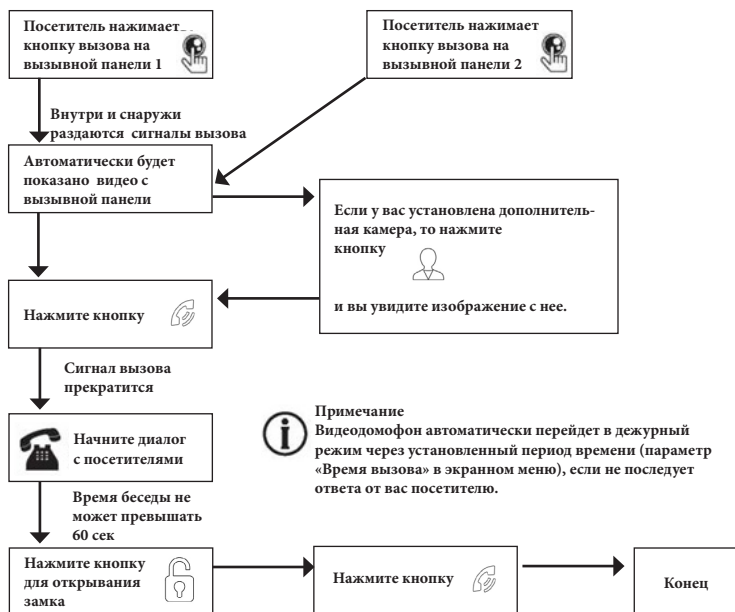 Посетитель нажимает
кнопку вызова на
вызывной панели 1
Посетитель нажимает
кнопку вызова на
вызывной панели 2
Внутри и снаружи
раздаются сигналы вызова
Автоматически будет
показано видео с
вызывной панели
Если у вас установлена дополнитель-
ная камера, то нажмите
кнопку
и вы увидите изображение с нее.
Нажмите кнопку
Сигнал вызова
прекратится
Начните диалог
с посетителями
Примечание
Видеодомофон автоматически перейдет в дежурный
режим через установленный период времени (параметр
«Время вызова» в экранном меню), если не последует
ответа от вас посетителю.
Время беседы не
может превышать
60 сек
Нажмите кнопку
для открывания
замка
Нажмите кнопку
Конец